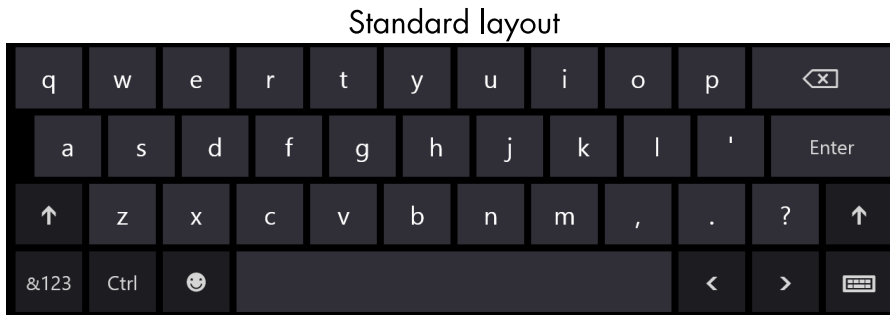 Standard layout
q w e r t y u i o p
a s d f g h j k l ' Enter
z x c v b n m , . ?
&123 Ctrl < >